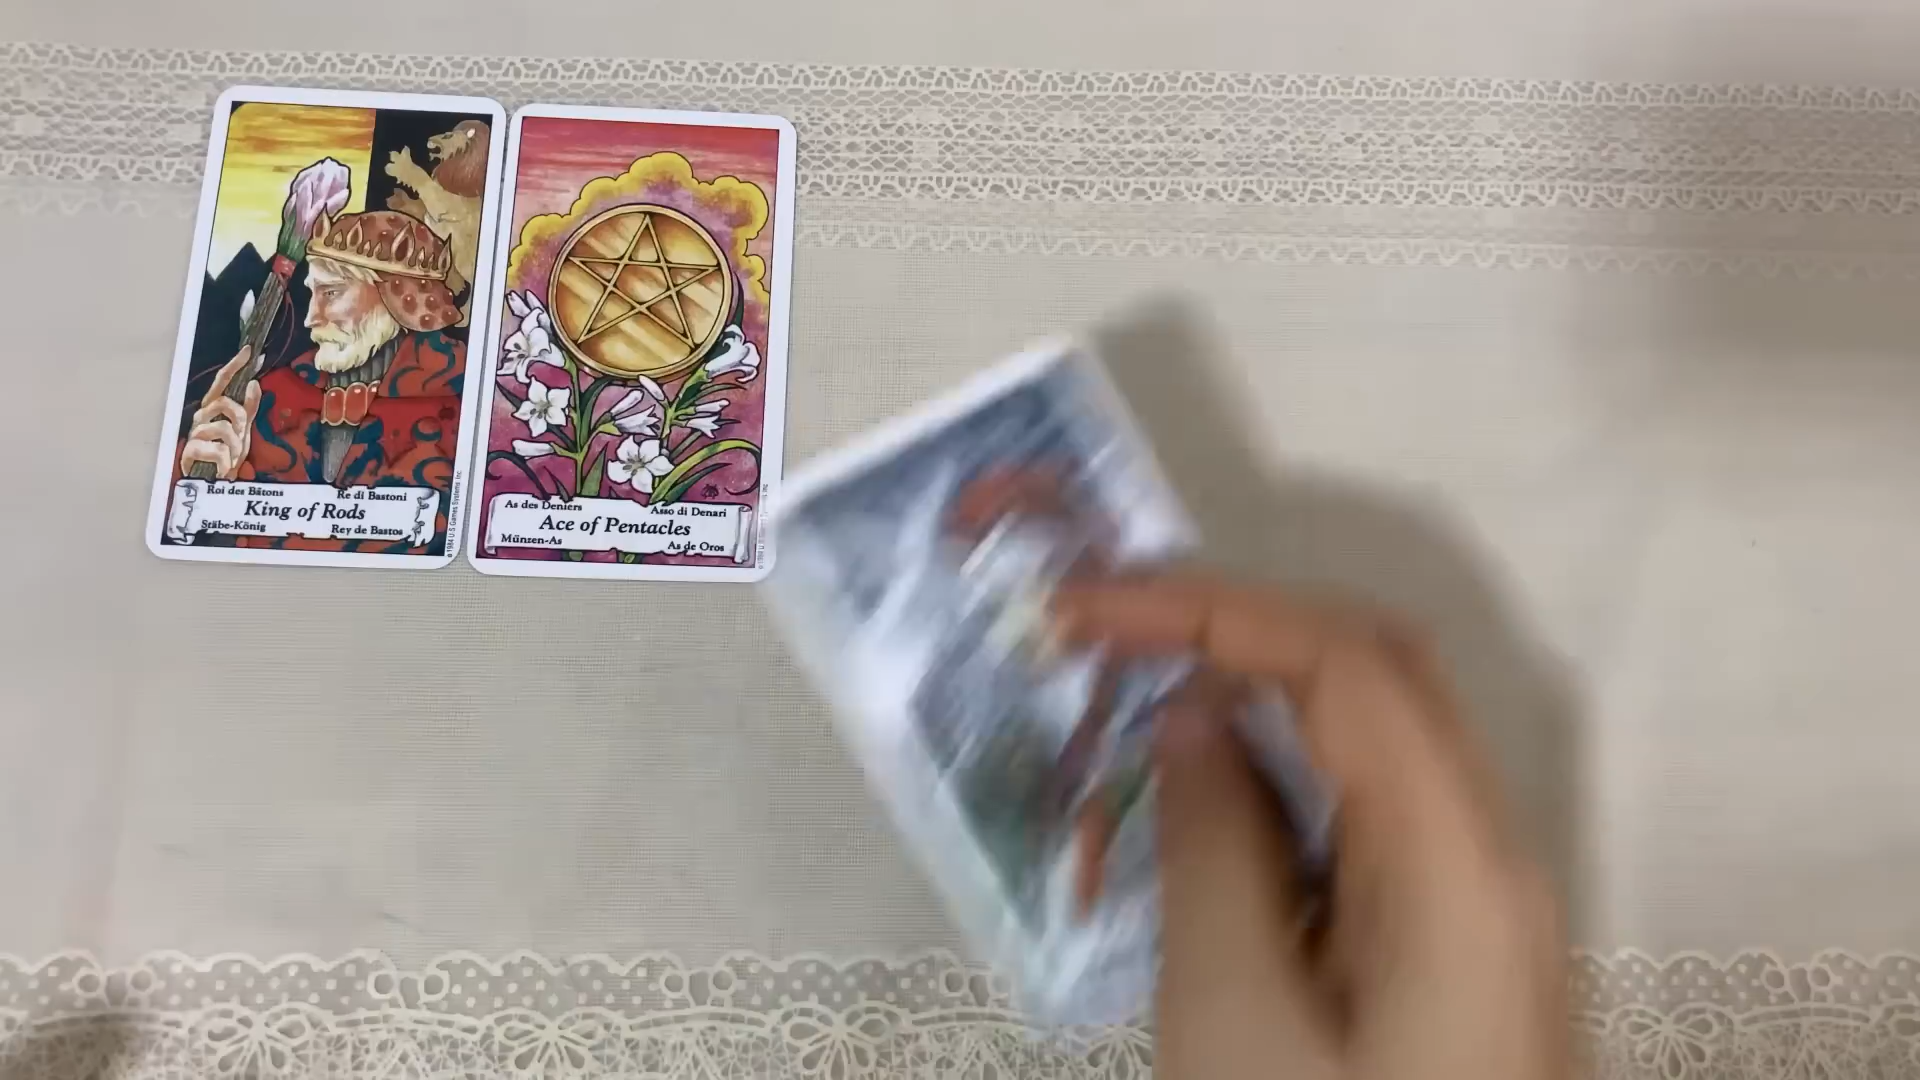 Roi des Bâtons Re di Bastoni
King of Rods
Stäbe-König Rey de Bastos
As des Deniers Asso di Denari
Ace of Pentacles
Münzen-As As de Oros